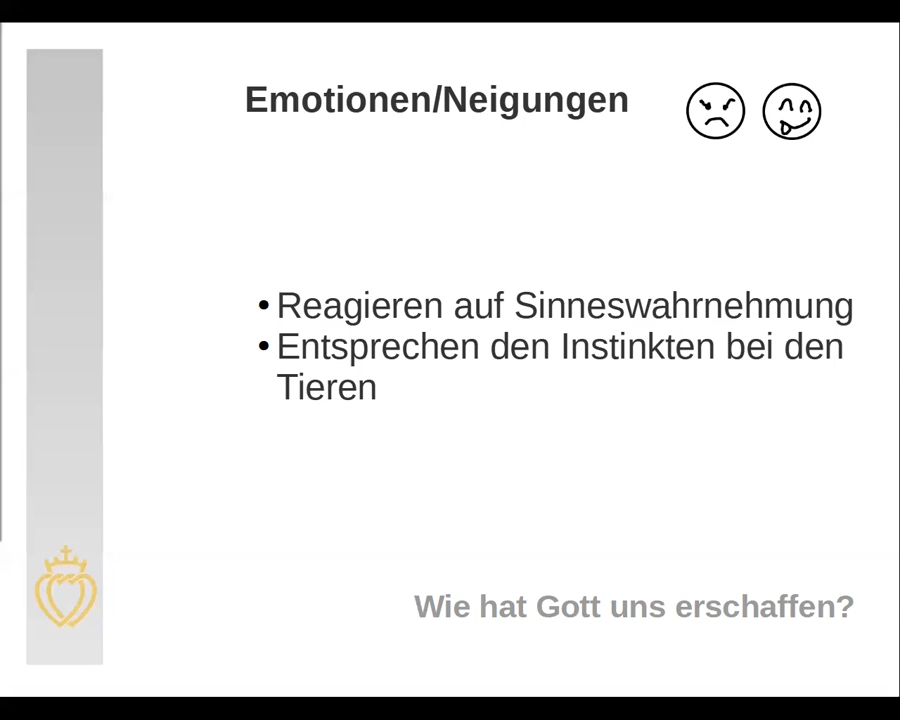 Emotionen/Neigungen
• Reagieren auf Sinneswahrnehmung
• Entsprechen den Instinkten bei den
Tieren
Wie hat Gott uns erschaffen?